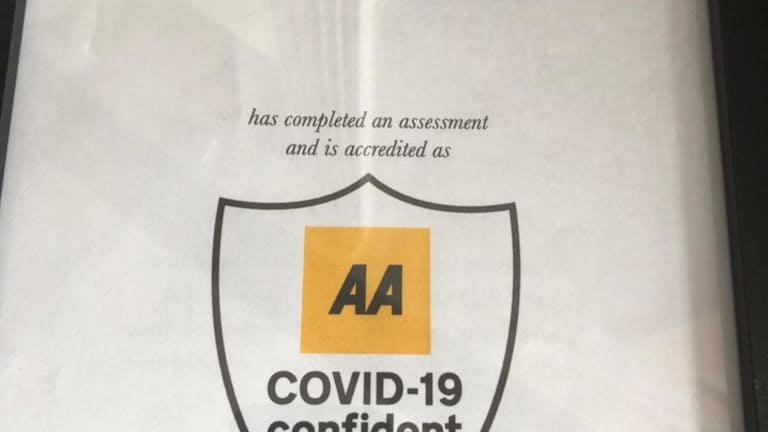 has completed an assessment
and is accredited as
AA
COVID-19
confident